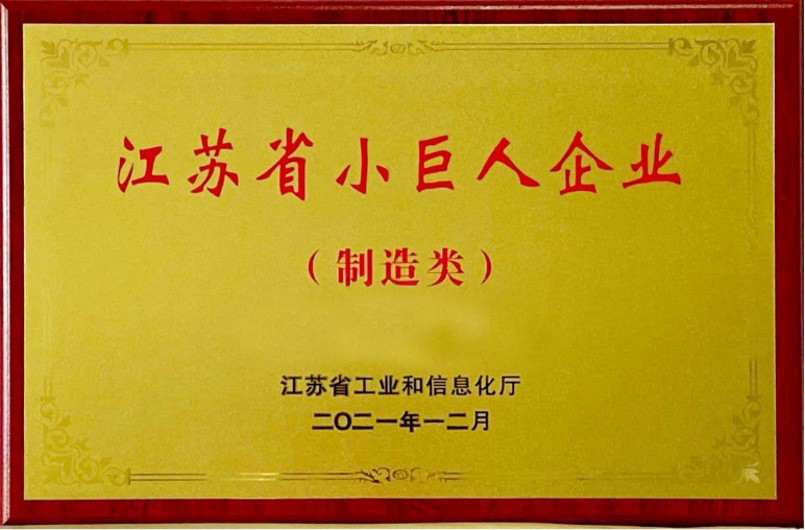 江苏省小巨人企业
（制造类）
江苏省工业和信息化厅
二〇二一年一二月